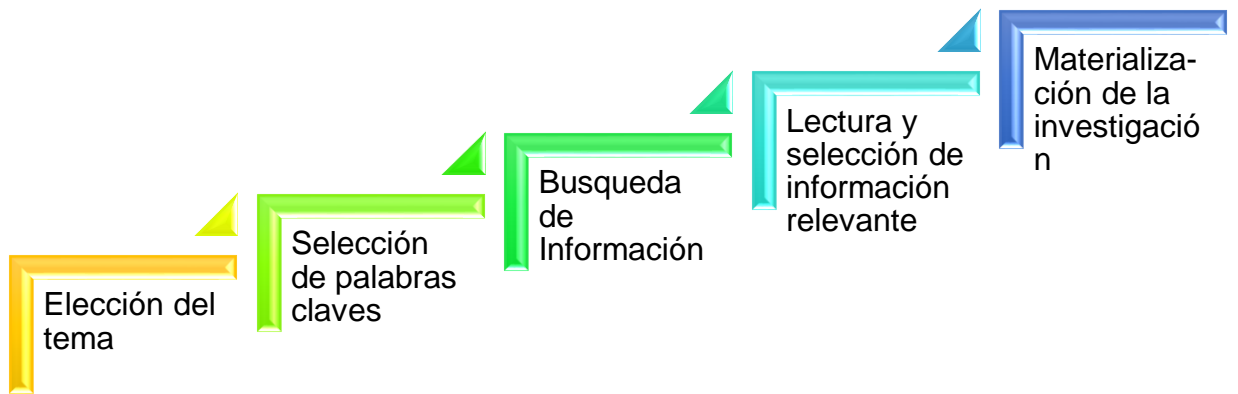 Elección del
tema
Selección
de palabras
claves
Busqueda
de
Información
Lectura y
selección de
información
relevante
Materializa-
ción de la
investigació
n